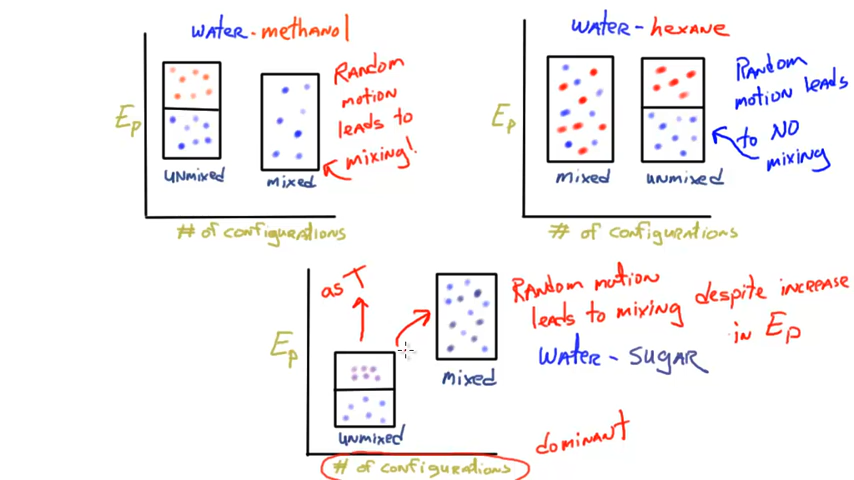 water-methanol
Ep
Random
motion
leads to
mixing!
unmixed
mixed
# of configurations
water-hexane
Ep
Random
motion leads
to NO
mixing
mixed
unmixed
# of configurations
as T
Ep
unmixed
mixed
Random motion
leads to mixing
despite increase
in Ep
water-sugar
dominant
# of configurations